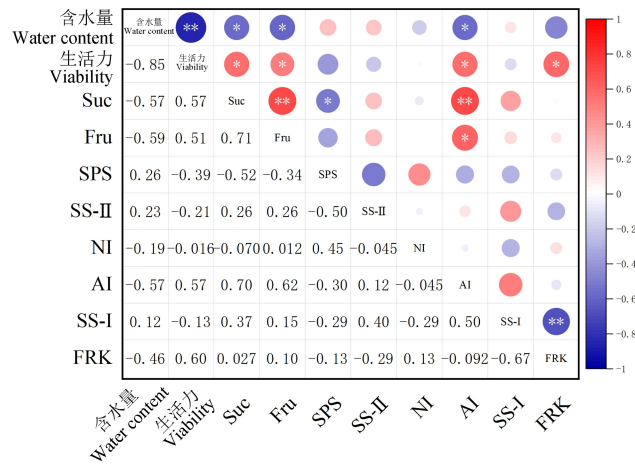 含水量 Water content 含水量 Water content ** * * * 1
生活力 Viability -0.85 生活力 Viability * * * * 0.8
Suc -0.57 0.57 Suc ** * ** 0.6
Fru -0.59 0.51 0.71 Fru * 0.4
SPS 0.26 -0.39 -0.52 -0.34 SPS 0.2
SS-II 0.23 -0.21 0.26 0.26 -0.50 SS-II 0
NI -0.19 -0.016 -0.070 0.012 0.45 -0.045 NI -0.2
AI -0.57 0.57 0.70 0.62 -0.30 0.12 -0.045 AI -0.4
SS-I 0.12 -0.13 0.37 0.15 -0.29 0.40 -0.29 0.50 SS-I ** -0.6
FRK -0.46 0.60 0.027 0.10 -0.13 -0.29 0.13 -0.092 -0.67 FRK -0.8
-1
含水量 Water content 生活力 Viability Suc Fru SPS SS-II NI AI SS-I FRK